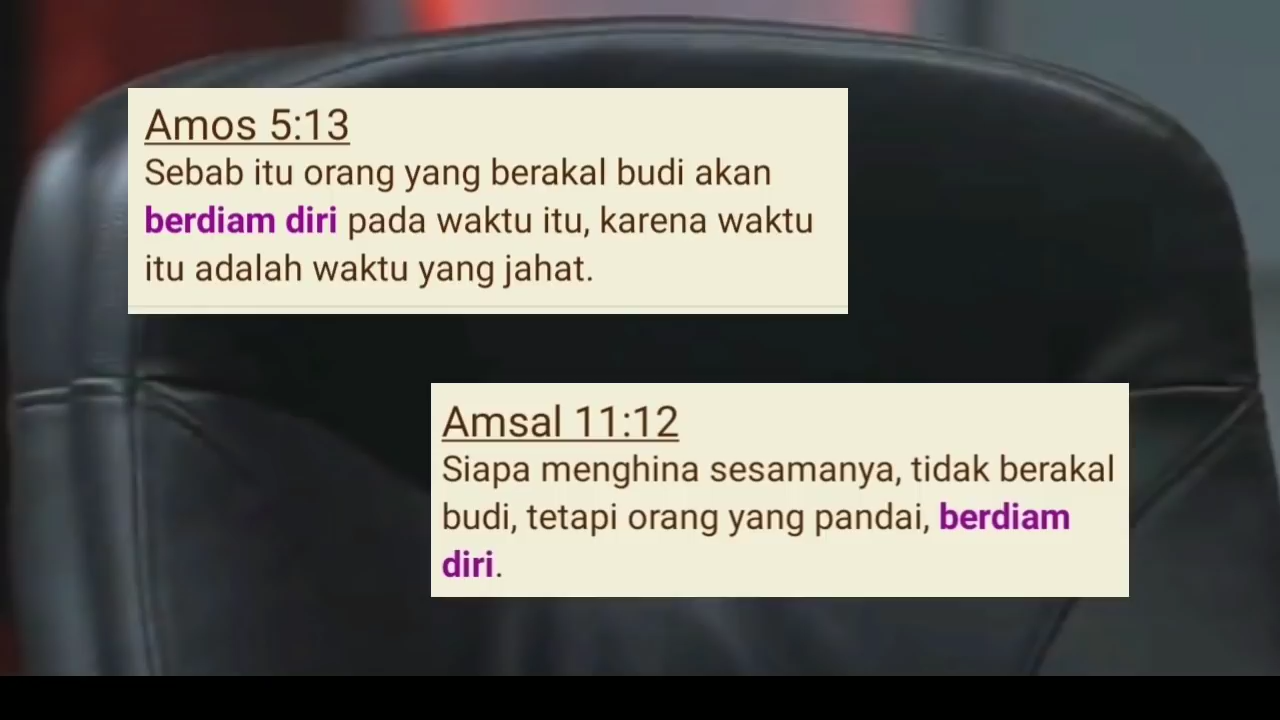 Amos 5:13
Sebab itu orang yang berakal budi akan
berdiam diri pada waktu itu, karena waktu
itu adalah waktu yang jahat.
Amsal 11:12
Siapa menghina sesamanya, tidak berakal
budi, tetapi orang yang pandai, berdiam
diri.